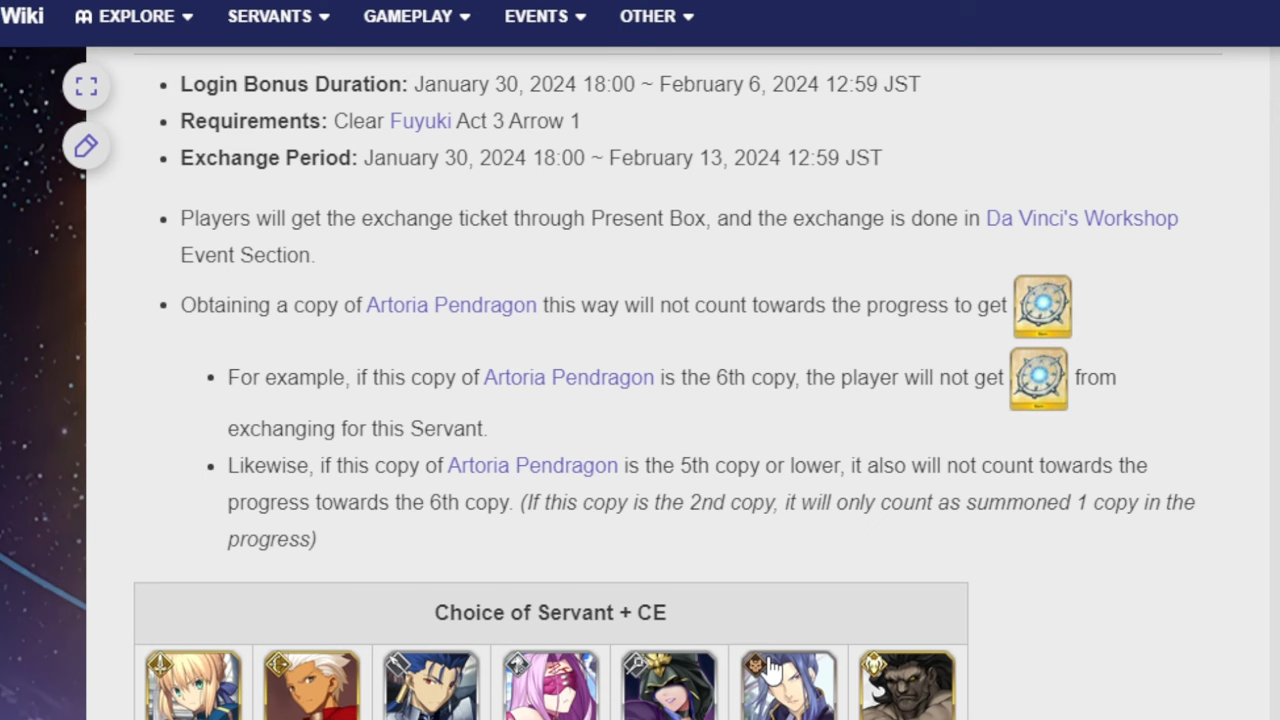 Wiki EXPLORE SERVANTS GAMEPLAY EVENTS OTHER
Login Bonus Duration: January 30, 2024 18:00 ~ February 6, 2024 12:59 JST
Requirements: Clear Fuyuki Act 3 Arrow 1
Exchange Period: January 30, 2024 18:00 ~ February 13, 2024 12:59 JST
Players will get the exchange ticket through Present Box, and the exchange is done in Da Vinci's Workshop
Event Section.
Obtaining a copy of Artoria Pendragon this way will not count towards the progress to get
For example, if this copy of Artoria Pendragon is the 6th copy, the player will not get from
exchanging for this Servant.
Likewise, if this copy of Artoria Pendragon is the 5th copy or lower, it also will not count towards the
progress towards the 6th copy. (If this copy is the 2nd copy, it will only count as summoned 1 copy in the
progress)
Choice of Servant + CE